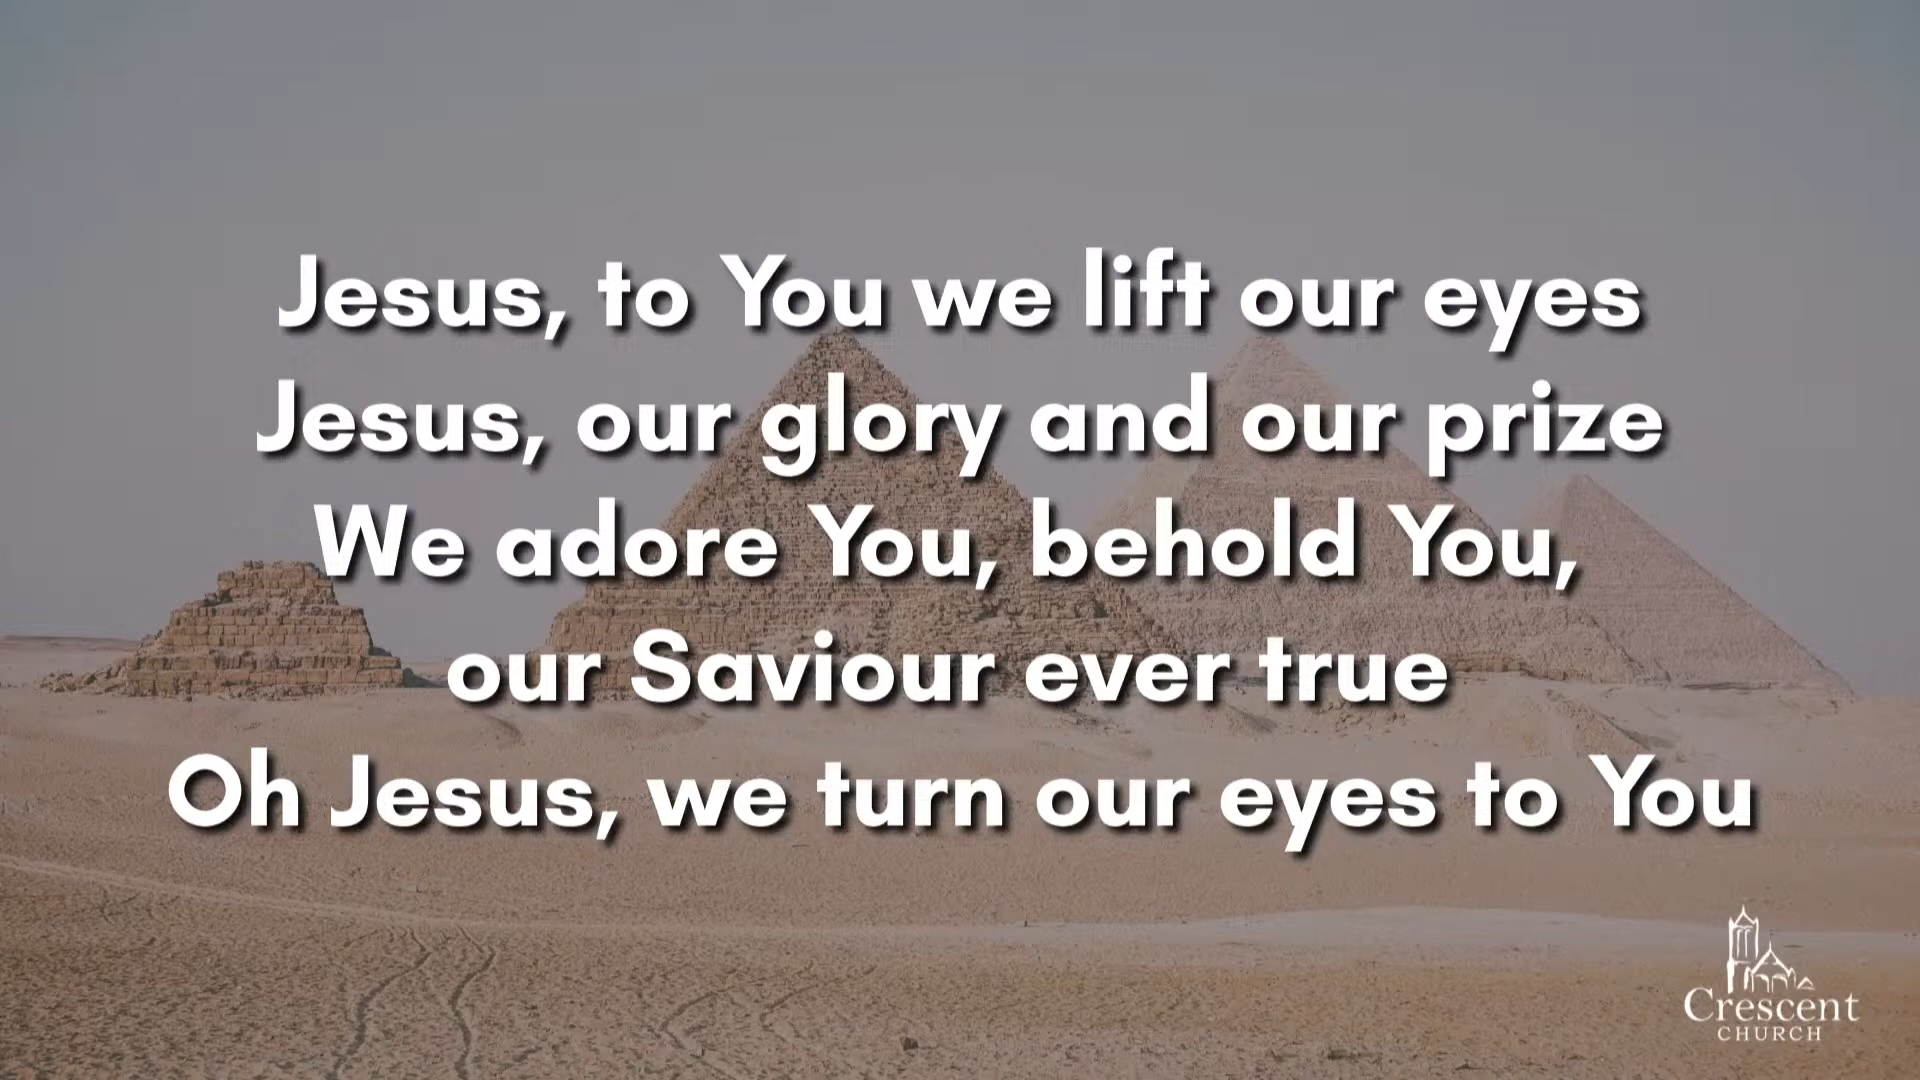 Jesus, to You we lift our eyes
Jesus, our glory and our prize
We adore You, behold You,
our Saviour ever true
Oh Jesus, we turn our eyes to You
Crescent
CHURCH